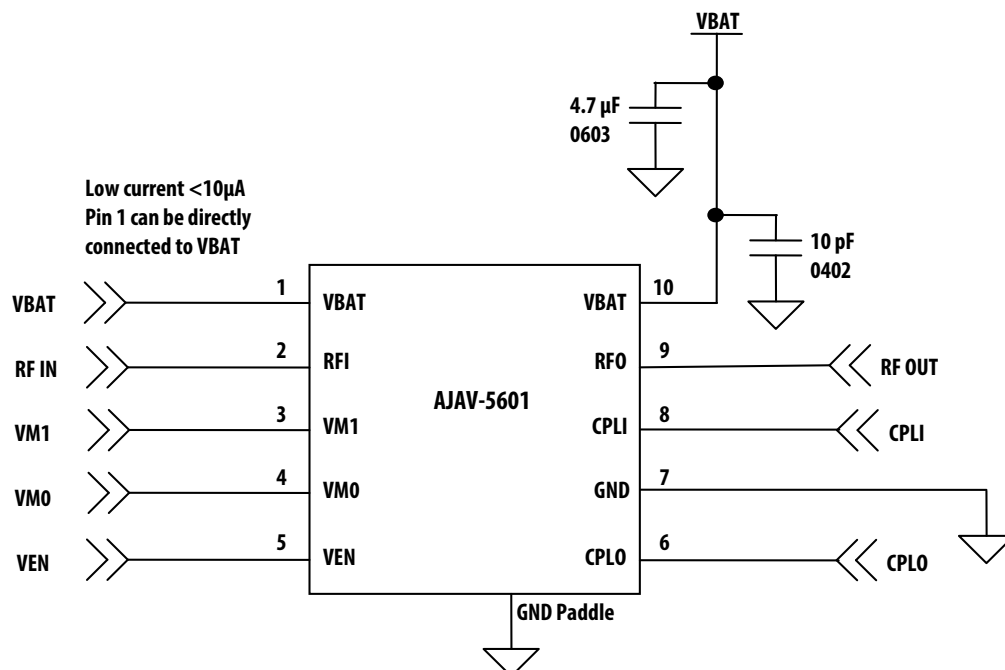 VBAT
4.7 µF
0603
Low current <10µA
Pin 1 can be directly
connected to VBAT
10 pF
0402
VBAT 1 VBAT VBAT 10
RF IN 2 RFI RFO 9 RF OUT
AJAV-5601
VM1 3 VM1 CPLI 8 CPLI
VM0 4 VM0 GND 7
VEN 5 VEN CPLO 6 CPLO
GND Paddle